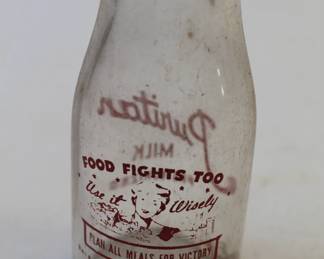 Puritan
MILK
FOOD FIGHTS TOO
Use it Wisely
PLAN ALL MEALS FOR VICTORY